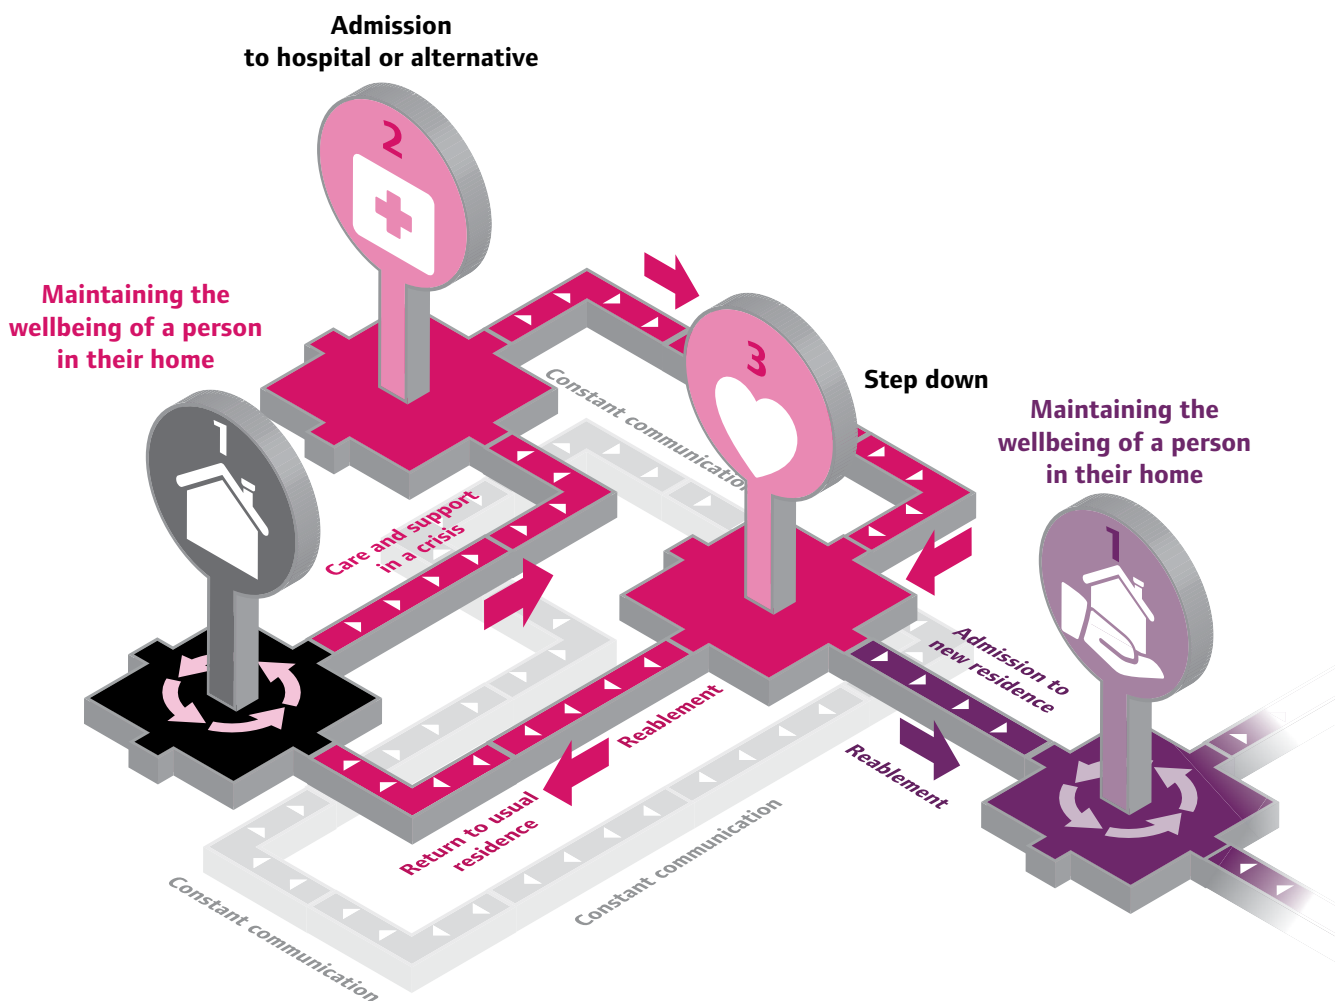 Admission
to hospital or alternative
2
Maintaining the
wellbeing of a person
in their home
3
Step down
Constant communication
1
Maintaining the
wellbeing of a person
in their home
1
Care and support
in a crisis
Admission to
new residence
Reablement
Reablement
Return to usual
residence
Constant communication
Constant communication